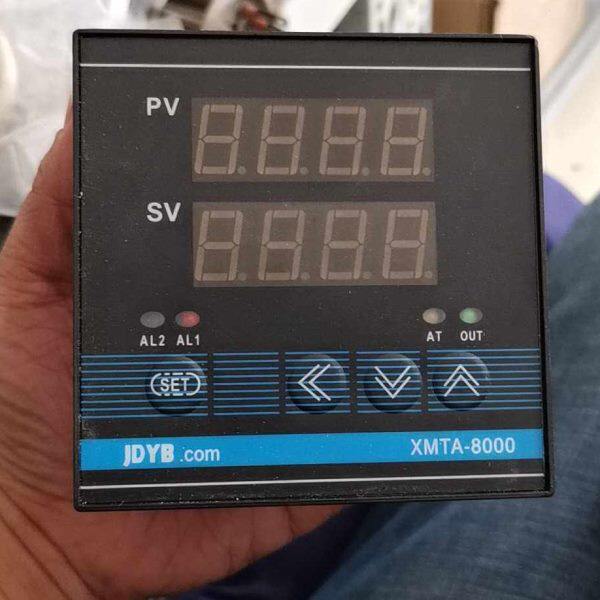 PV
SV
AL2 AL1 AT OUT
SET
JDYB.com XMTA-8000